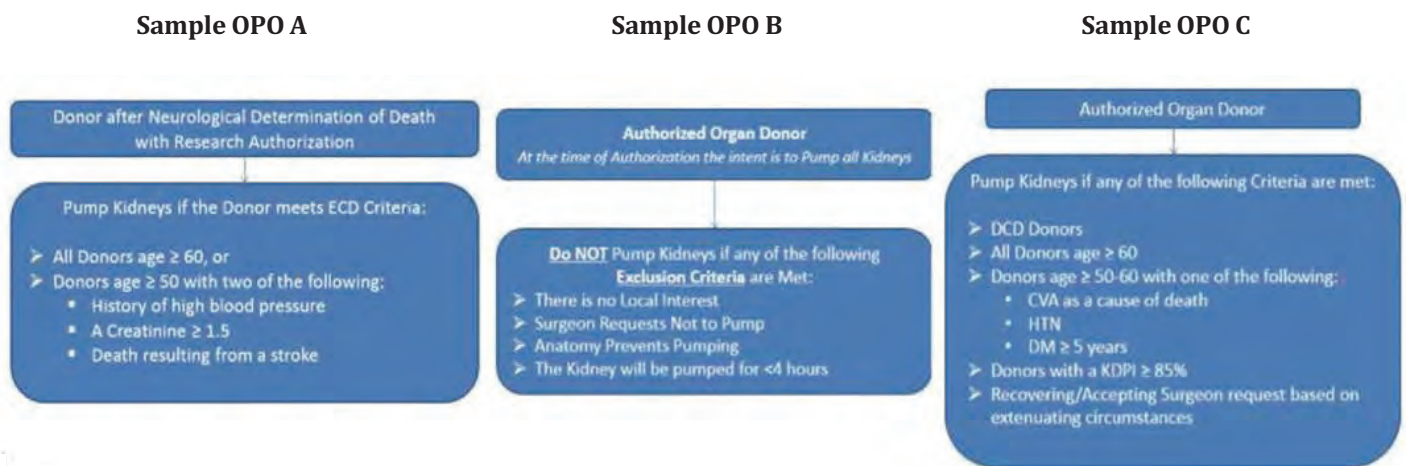 Sample OPO A
Donor after Neurological Determination of Death
with Research Authorization
Pump Kidneys if the Donor meets ECD Criteria:
➢ All Donors age ≥ 60, or
➢ Donors age ≥ 50 with two of the following:
▪ History of high blood pressure
▪ A Creatinine ≥ 1.5
▪ Death resulting from a stroke
Sample OPO B
Authorized Organ Donor
At the time of Authorization the intent is to Pump all Kidneys
Do NOT Pump Kidneys if any of the following
Exclusion Criteria are Met:
➢ There is no Local Interest
➢ Surgeon Requests Not to Pump
➢ Anatomy Prevents Pumping
➢ The Kidney will be pumped for <4 hours
Sample OPO C
Authorized Organ Donor
Pump Kidneys if any of the following Criteria are met:
➢ DCD Donors
➢ All Donors age ≥ 60
➢ Donors age ≥ 50-60 with one of the following:
• CVA as a cause of death
• HTN
• DM ≥ 5 years
➢ Donors with a KDPI ≥ 85%
➢ Recovering/Accepting Surgeon request based on
extenuating circumstances